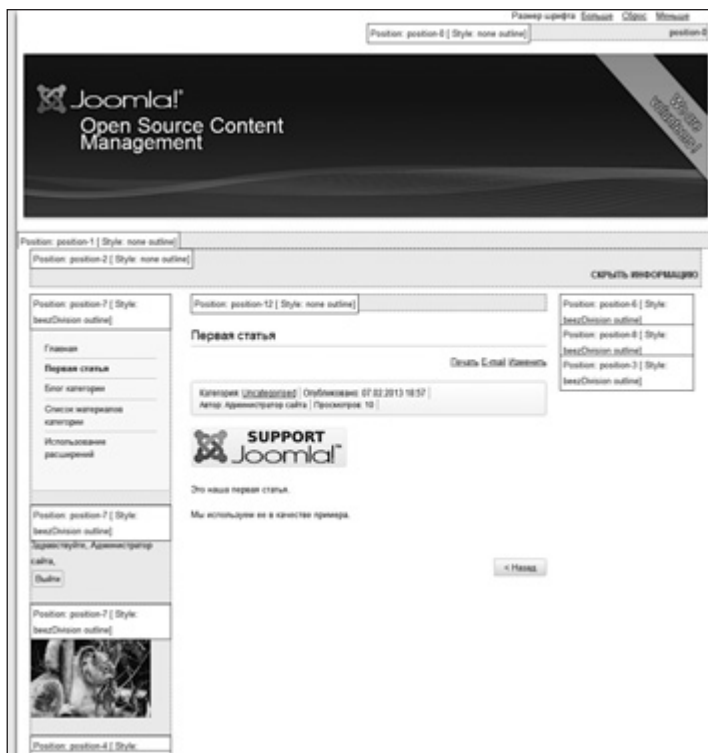 Размер шрифта Больше Сброс Меньше
Position: position-0 [ Style: none outline]
position-0
Joomla!®
Open Source Content
Management
We are
volunteers !
Position: position-1 [ Style: none outline]
Position: position-2 [ Style: none outline]
СКРЫТЬ ИНФОРМАЦИЮ
Position: position-7 [ Style:
beezDivision outline]
Главная
Первая статья
Блог категории
Список материалов
категории
Использование
расширений
Position: position-7 [ Style:
beezDivision outline]
Здравствуйте, Администратор
сайта,
Выйти
Position: position-7 [ Style:
beezDivision outline]
Position: position-4 [ Style:
Position: position-12 [ Style: none outline]
Первая статья
Печать E-mail Изменить
Категория: Uncategorised Опубликовано: 07.02.2013 18:57
Автор: Администратор сайта Просмотров: 10
SUPPORT
Joomla!™
Это наша первая статья.
Мы используем ее в качестве примера.
< Назад
Position: position-6 [ Style:
beezDivision outline]
Position: position-8 [ Style:
beezDivision outline]
Position: position-3 [ Style:
beezDivision outline]